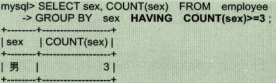 mysql> SELECT sex, COUNT(sex) FROM employee
-> GROUP BY sex HAVING COUNT(sex)>=3 ;
+------+------------+
| sex | COUNT(sex) |
+------+------------+
| 男 | 3 |
+------+------------+